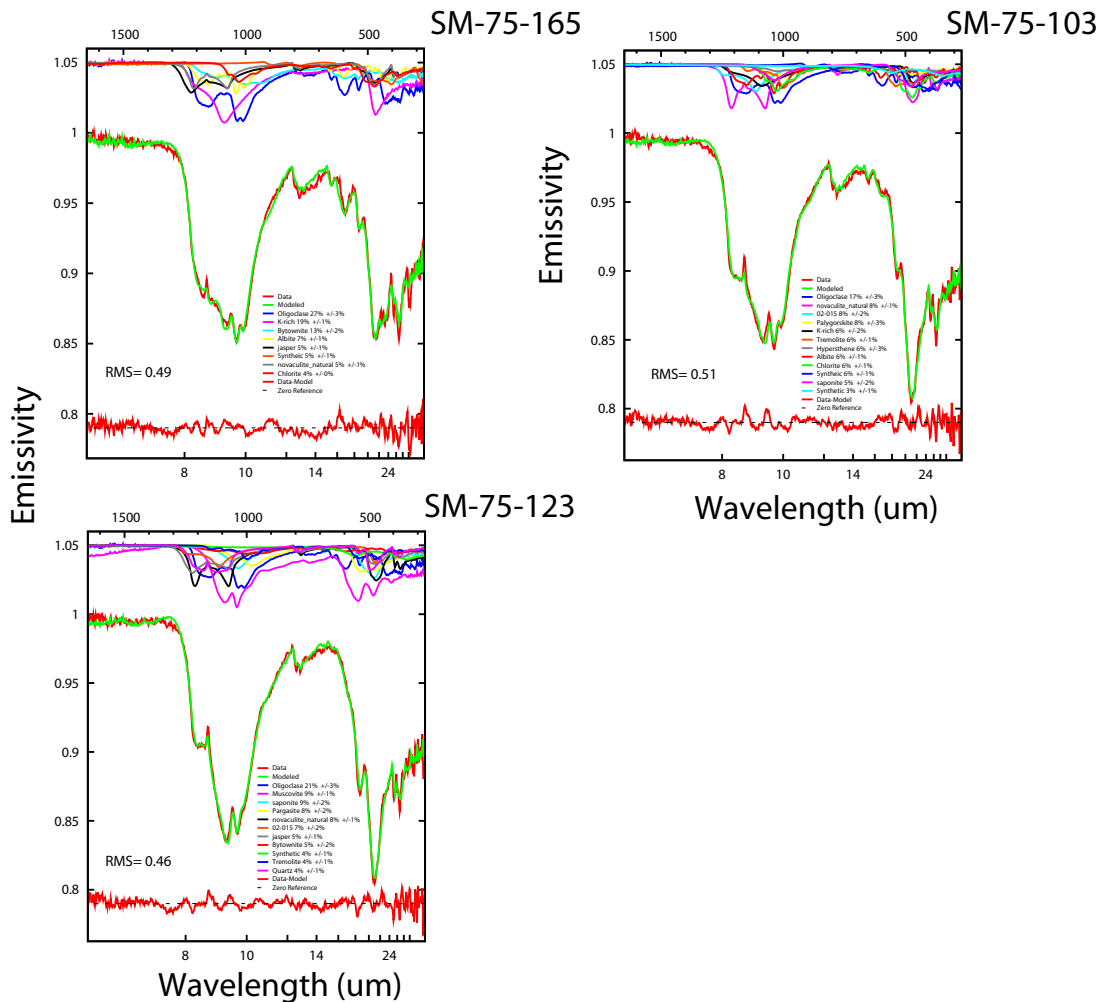 SM-75-165
1500 1000 500
1.05
1
0.95
0.9
0.85
0.8
Data
Modeled
Oligoclase 27% +/-3%
K-rich 19% +/-1%
Bytownite 13% +/-2%
Albite 7% +/-1%
jasper 5% +/-1%
Syntheic 5% +/-1%
novaculite_natural 5% +/-1%
Chlorite 4% +/-0%
Data-Model
Zero Reference
RMS= 0.49
8 10 14 24
Emissivity
SM-75-103
1500 1000 500
Emissivity
1.05
1
0.95
0.9
0.85
0.8
Data
Modeled
Oligoclase 17% +/-3%
novaculite_natural 8% +/-1%
02-015 8% +/-2%
Palygorskite 8% +/-3%
K-rich 6% +/-2%
Tremolite 6% +/-1%
Hypersthene 6% +/-3%
Albite 6% +/-1%
Chlorite 6% +/-1%
Syntheic 6% +/-1%
saponite 5% +/-2%
Synthetic 3% +/-1%
Data-Model
Zero Reference
RMS= 0.51
8 10 14 24
Wavelength (um)
SM-75-123
1500 1000 500
1.05
1
0.95
0.9
0.85
0.8
Data
Modeled
Oligoclase 21% +/-3%
Muscovite 9% +/-1%
saponite 9% +/-2%
Pargasite 8% +/-2%
novaculite_natural 8% +/-1%
02-015 7% +/-2%
jasper 5% +/-1%
Bytownite 5% +/-2%
Synthetic 4% +/-1%
Tremolite 4% +/-1%
Quartz 4% +/-1%
Data-Model
Zero Reference
RMS= 0.46
8 10 14 24
Wavelength (um)